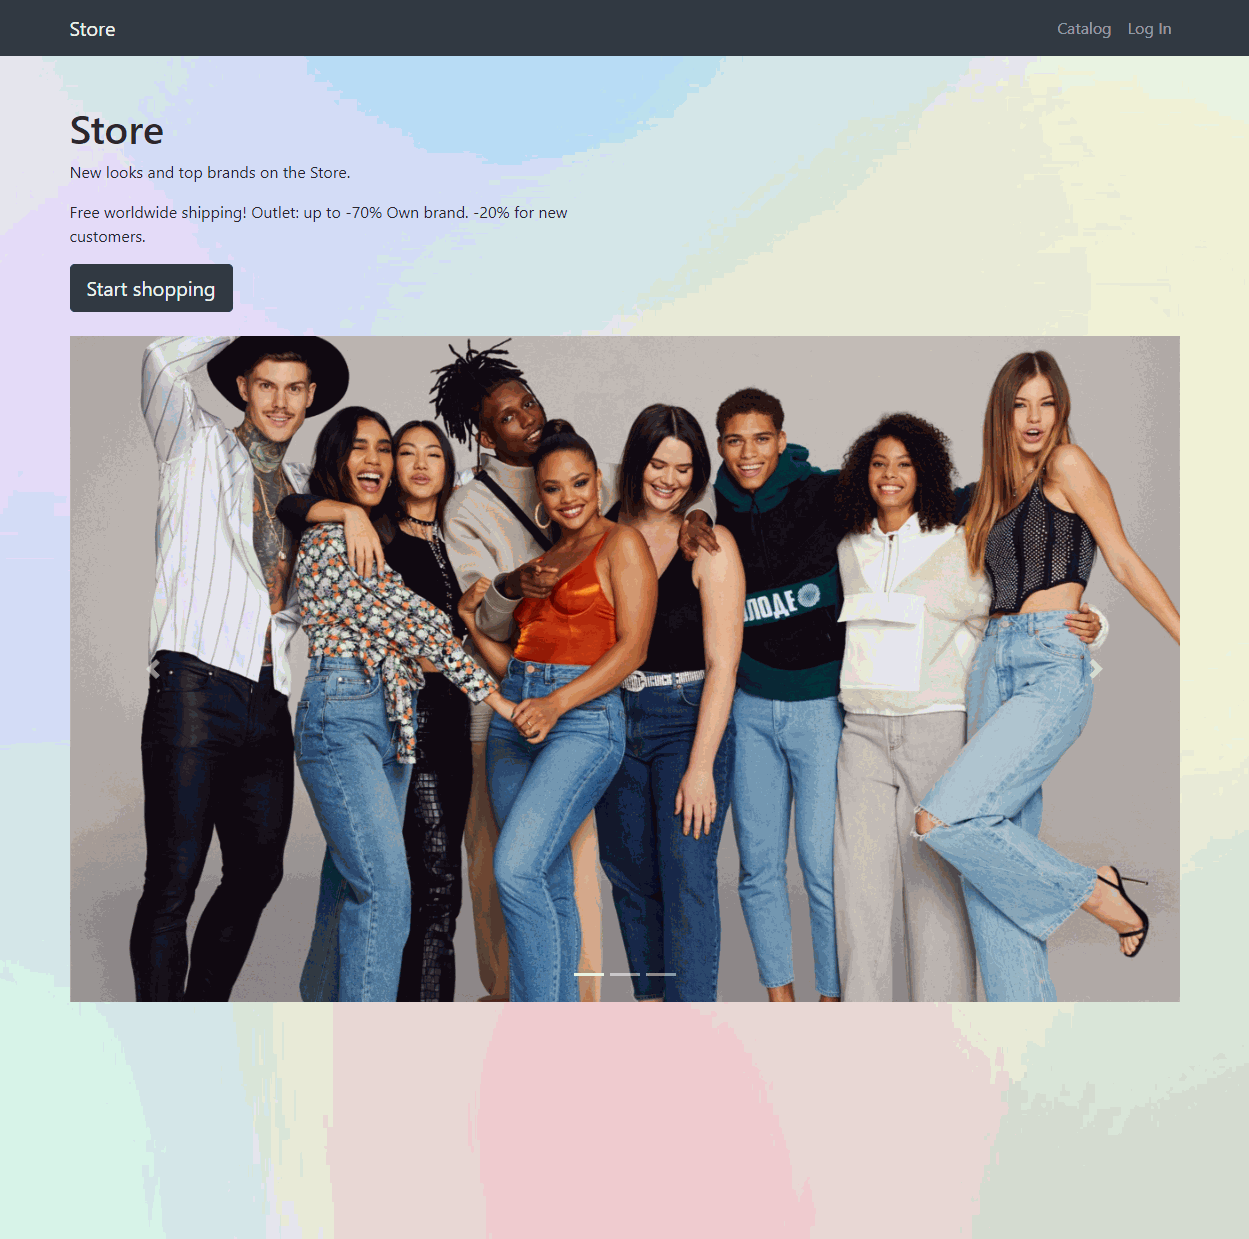 Store
Catalog
Log In
Store
New looks and top brands on the Store.
Free worldwide shipping! Outlet: up to -70% Own brand. -20% for new
customers.
Start shopping